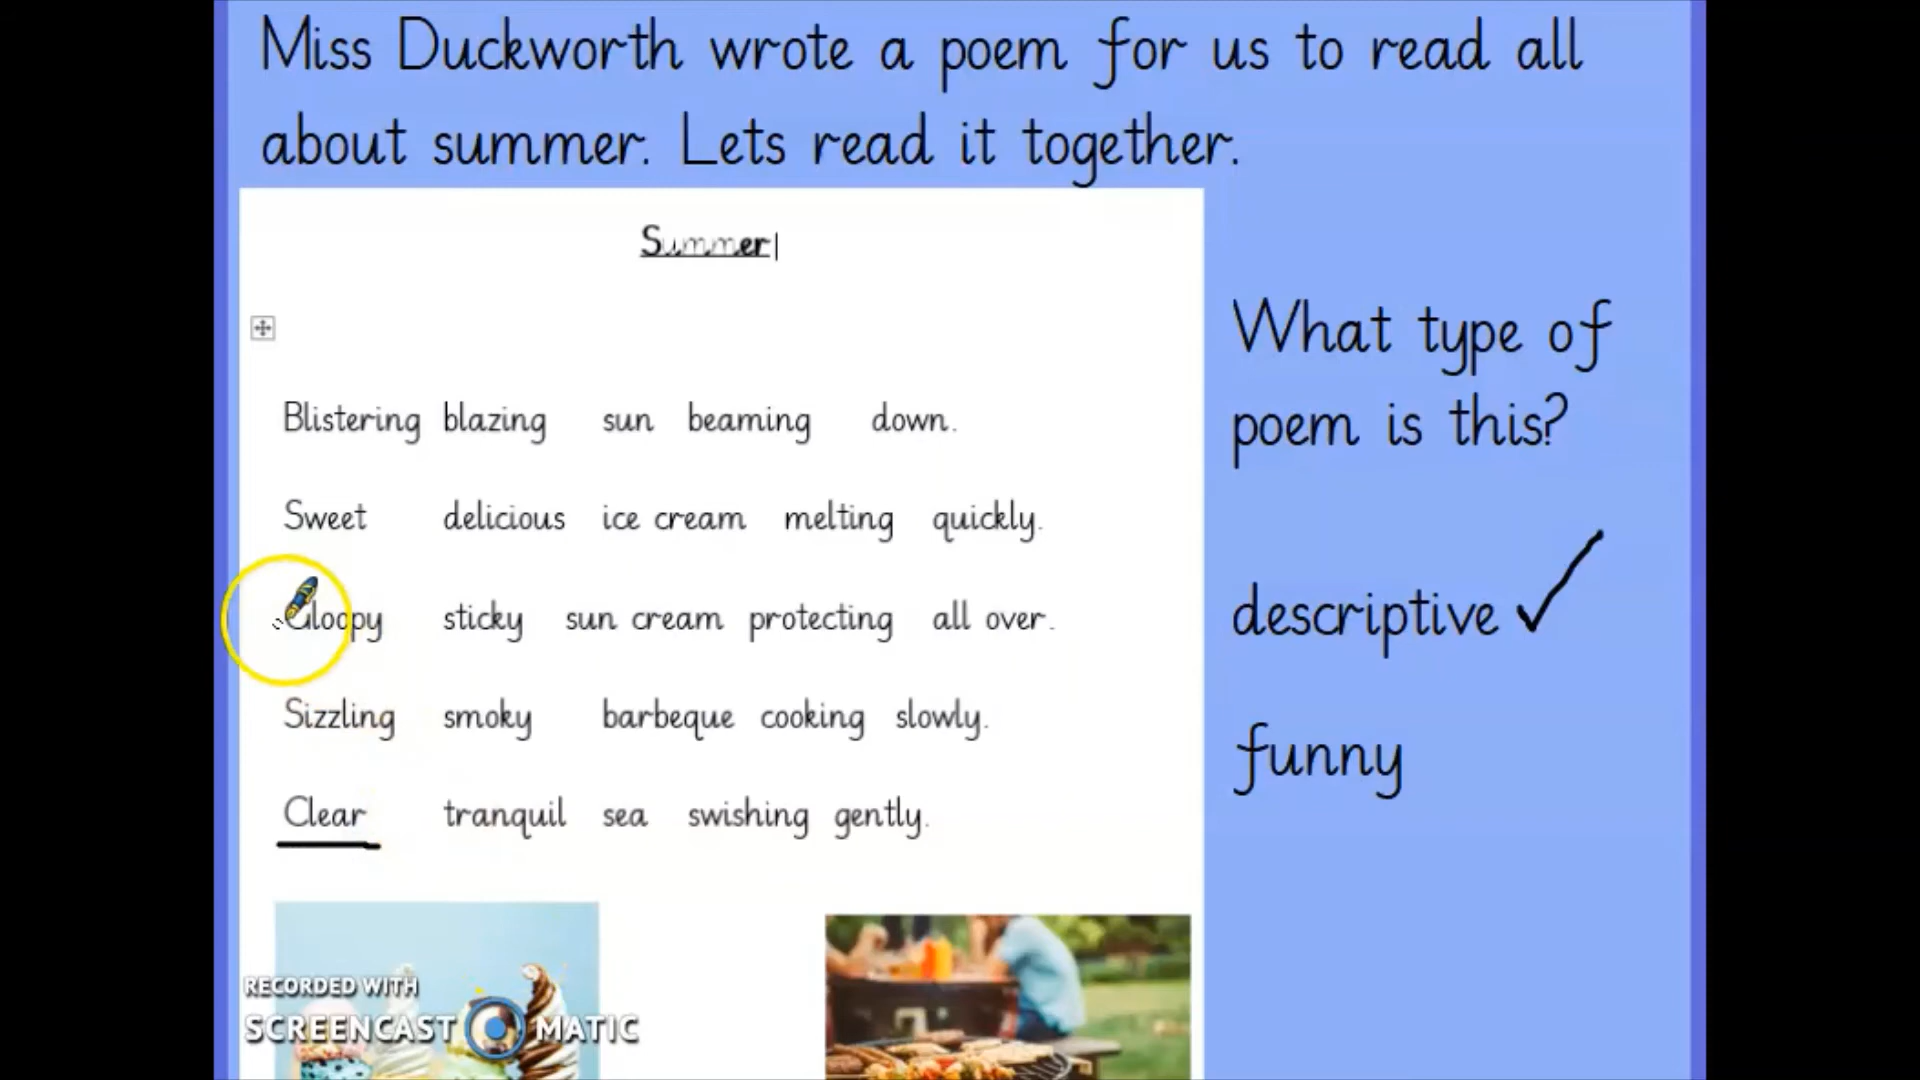 Miss Duckworth wrote a poem for us to read all
about summer. Lets read it together.
Summer
Blistering blazing sun beaming down.
Sweet delicious ice cream melting quickly.
Gloopy sticky sun cream protecting all over.
Sizzling smoky barbeque cooking slowly.
Clear tranquil sea swishing gently.
What type of
poem is this?
descriptive
funny
RECORDED WITH
SCREENCAST MATIC